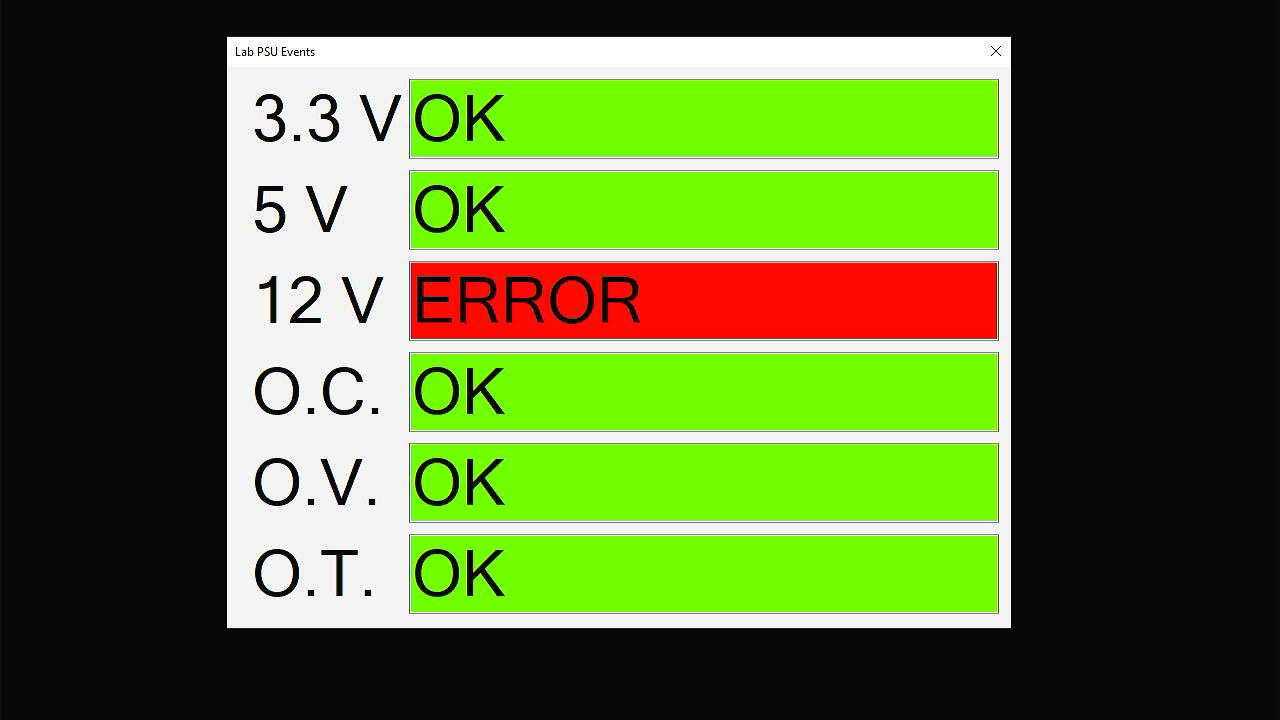 Lab PSU Events
3.3 V OK
5 V OK
12 V ERROR
O.C. OK
O.V. OK
O.T. OK